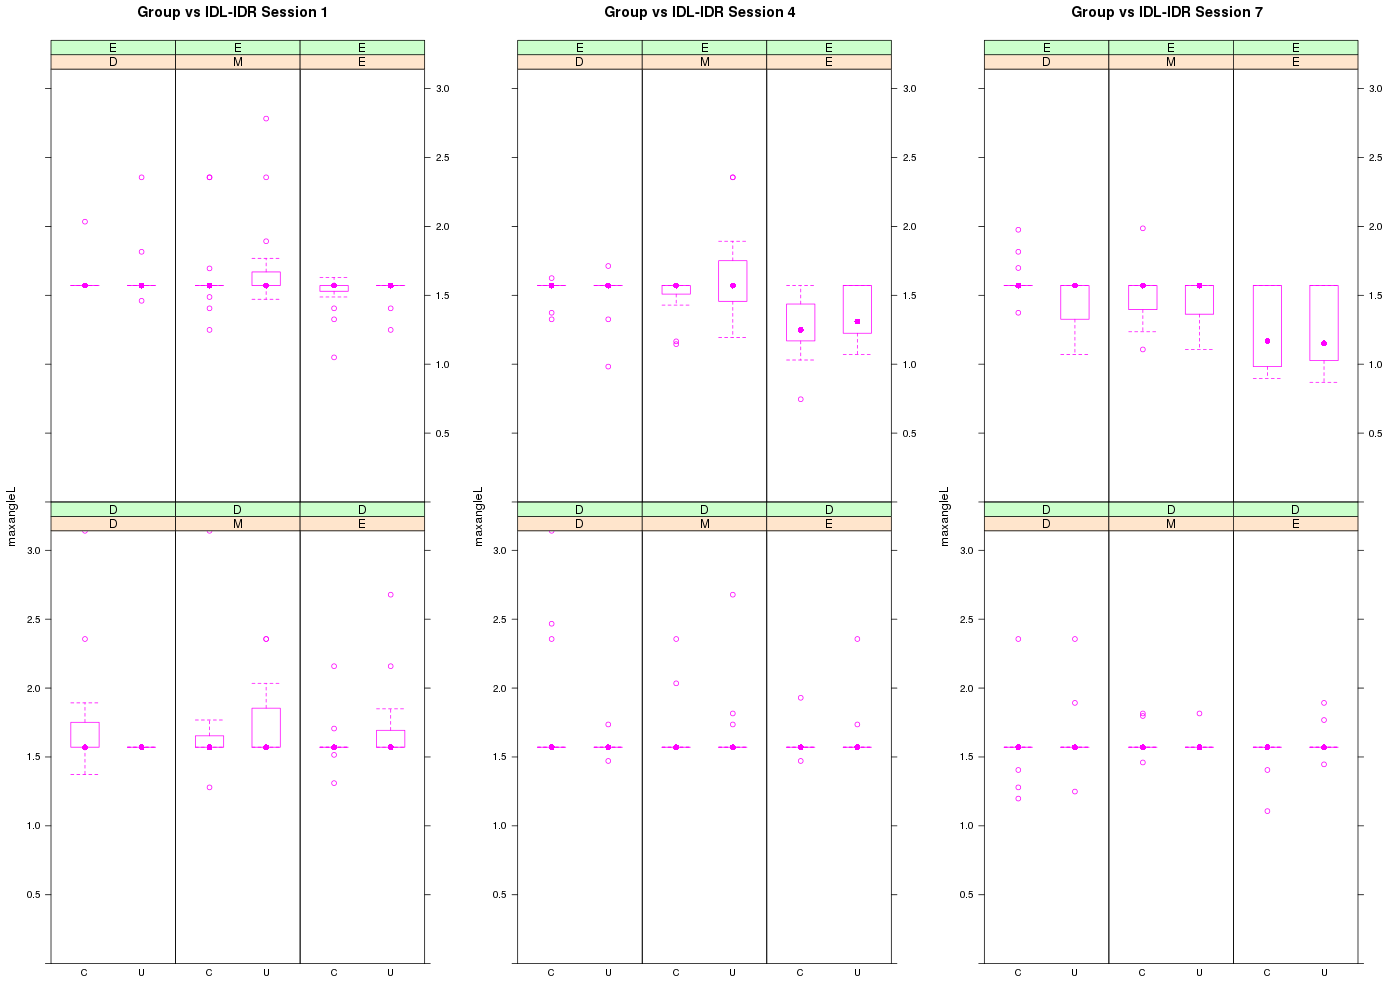 Group vs IDL-IDR Session 1
Group vs IDL-IDR Session 4
Group vs IDL-IDR Session 7
E E E
D M E
E E E
D M E
E E E
D M E
3.0 3.0 3.0
2.5 2.5 2.5
2.0 2.0 2.0
1.5 1.5 1.5
1.0 1.0 1.0
0.5 0.5 0.5
maxangleL
maxangleL
maxangleL
D D D
D M E
D D D
D M E
D D D
D M E
3.0 3.0 3.0
2.5 2.5 2.5
2.0 2.0 2.0
1.5 1.5 1.5
1.0 1.0 1.0
0.5 0.5 0.5
C U C U C U
C U C U C U
C U C U C U